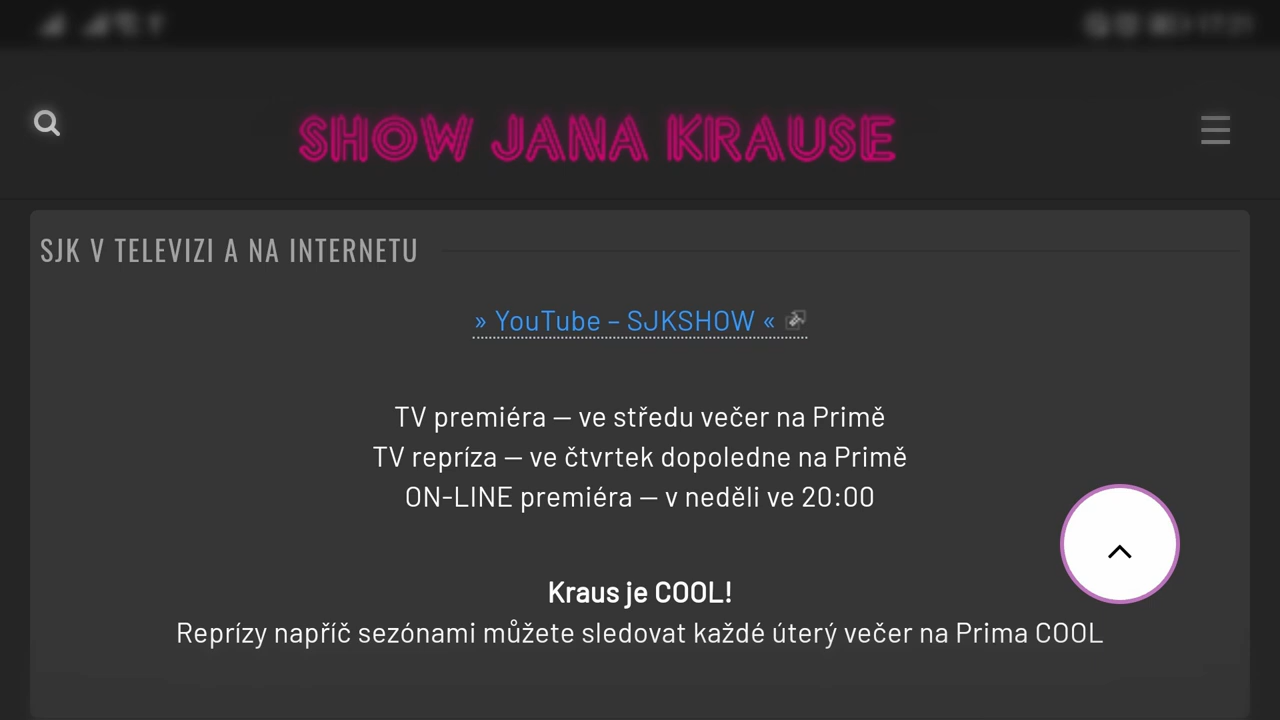 SHOW JANA KRAUSE
SJK V TELEVIZI A NA INTERNETU
» YouTube – SJKSHOW «
TV premiéra — ve středu večer na Primě
TV repríza — ve čtvrtek dopoledne na Primě
ON-LINE premiéra — v neděli ve 20:00
Kraus je COOL!
Reprízy napříč sezónami můžete sledovat každé úterý večer na Prima COOL